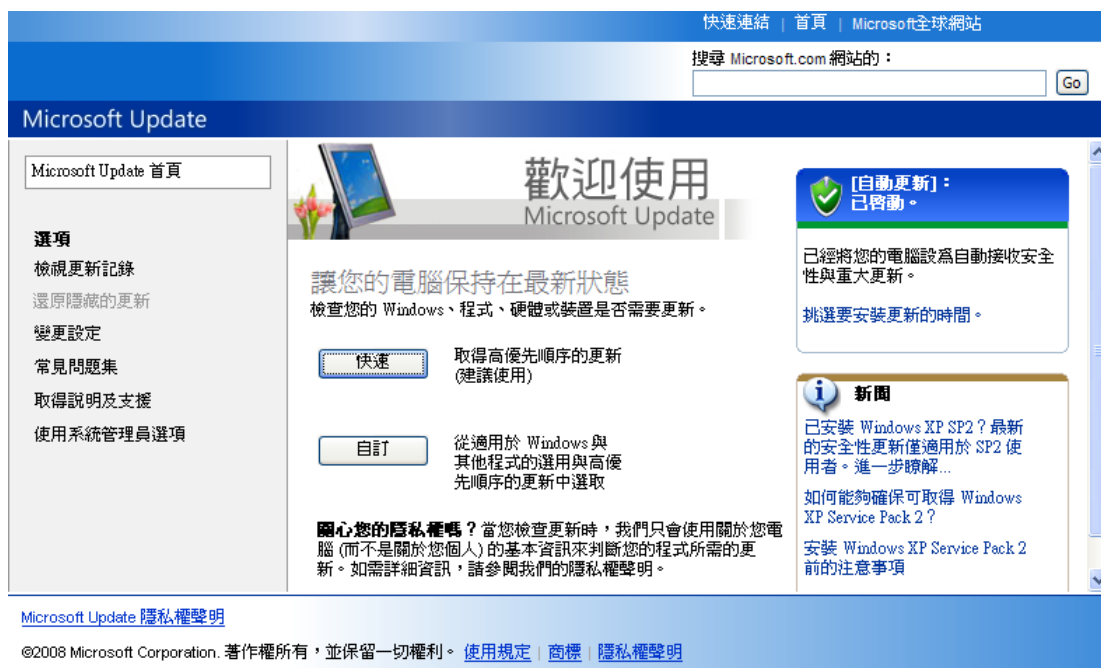 快速連結 | 首頁 | Microsoft全球網站
搜尋 Microsoft.com 網站的：
Go
Microsoft Update
Microsoft Update 首頁
選項
檢視更新記錄
還原隱藏的更新
變更設定
常見問題集
取得說明及支援
使用系統管理員選項
歡迎使用
Microsoft Update
讓您的電腦保持在最新狀態
檢查您的 Windows、程式、硬體或裝置是否需要更新。
快速
取得高優先順序的更新
(建議使用)
自訂
從適用於 Windows 與
其他程式的選用與高優
先順序的更新中選取
關心您的隱私權嗎？當您檢查更新時，我們只會使用關於您電
腦 (而不是關於您個人) 的基本資訊來判斷您的程式所需的更
新。如需詳細資訊，請參閱我們的隱私權聲明。
[自動更新]：
已啓動。
已經將您的電腦設爲自動接收安全
性與重大更新。
挑選要安裝更新的時間。
新聞
已安裝 Windows XP SP2？最新
的安全性更新僅適用於 SP2 使
用者。進一步瞭解...
如何能夠確保可取得 Windows
XP Service Pack 2？
安裝 Windows XP Service Pack 2
前的注意事項
Microsoft Update 隱私權聲明
©2008 Microsoft Corporation. 著作權所有，並保留一切權利。 使用規定 | 商標 | 隱私權聲明